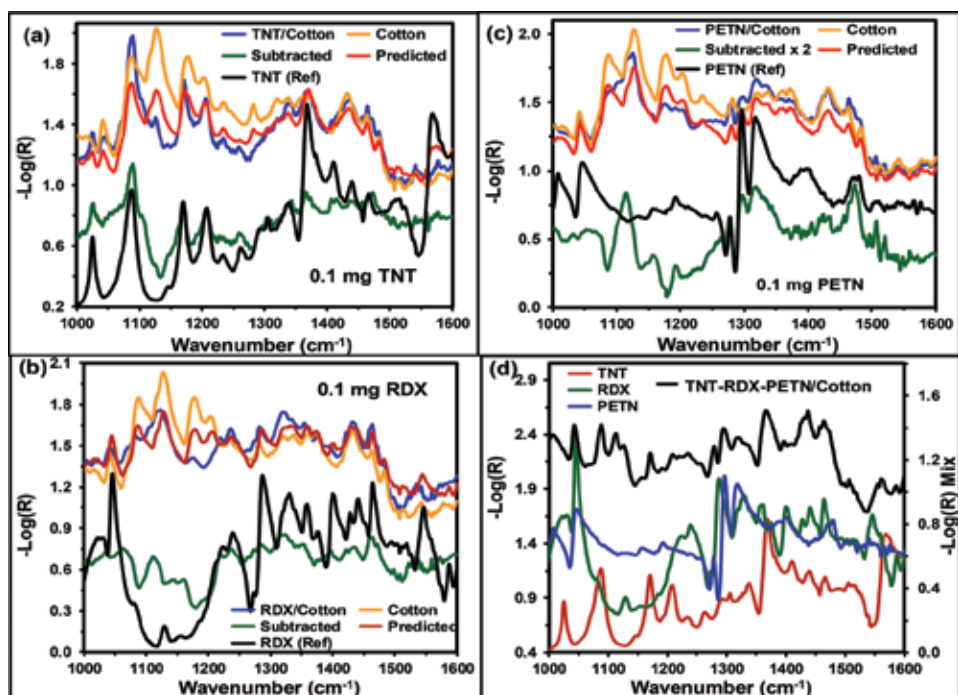 (a)
TNT/Cotton
Cotton
Subtracted
Predicted
TNT (Ref)
-Log(R)
1.8
1.4
1.0
0.6
0.2
0.1 mg TNT
1000 1100 1200 1300 1400 1500 1600
Wavenumber (cm-1)
(c)
PETN/Cotton
Cotton
Subtracted x 2
Predicted
PETN (Ref)
-Log(R)
2.0
1.5
1.0
0.5
0.0
0.1 mg PETN
1000 1100 1200 1300 1400 1500 1600
Wavenumber (cm-1)
(b)
0.1 mg RDX
-Log(R)
2.1
1.8
1.5
1.2
0.9
0.6
0.3
0.0
RDX/Cotton
Cotton
Subtracted
Predicted
RDX (Ref)
1000 1100 1200 1300 1400 1500 1600
Wavenumber (cm-1)
(d)
TNT
RDX
PETN
TNT-RDX-PETN/Cotton
-Log(R)
2.9
2.4
1.9
1.4
0.9
0.4
1.5
1.2
0.9
0.6
0.3
0.0
-Log(R) Mix
1000 1100 1200 1300 1400 1500 1600
Wavenumber (cm-1)